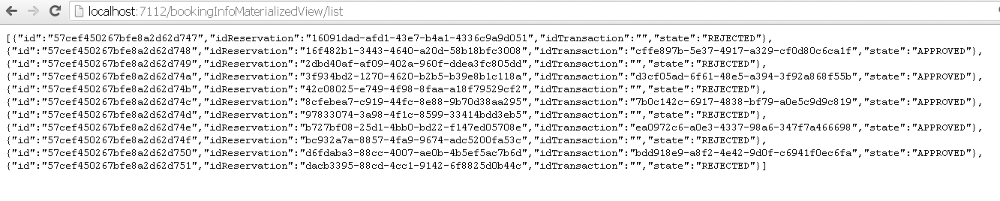 localhost:7112/bookingInfoMaterializedView/list
[{"id":"57cef450267bfe8a2d62d747","idReservation":"16091dad-afd1-43e7-b4a1-4336c9a9d051","idTransaction":"","state":"REJECTED"},
{"id":"57cef450267bfe8a2d62d748","idReservation":"16f482b1-3443-4640-a20d-58b18bfc3008","idTransaction":"cffe897b-5e37-4917-a329-cf0d80c6ca1f","state":"APPROVED"},
{"id":"57cef450267bfe8a2d62d749","idReservation":"2dbd40af-af09-402a-960f-ddea3fc805dd","idTransaction":"","state":"REJECTED"},
{"id":"57cef450267bfe8a2d62d74a","idReservation":"3f934bd2-1270-4620-b2b5-b39e8b1c118a","idTransaction":"d3cf05ad-6f61-48e5-a394-3f92a868f55b","state":"APPROVED"},
{"id":"57cef450267bfe8a2d62d74b","idReservation":"42c08025-e749-4f98-8faa-a18f79529cf2","idTransaction":"","state":"REJECTED"},
{"id":"57cef450267bfe8a2d62d74c","idReservation":"8cfebea7-c919-44fc-8e88-9b70d38aa295","idTransaction":"7b0c142c-6917-4838-bf79-a0e5c9d9c819","state":"APPROVED"},
{"id":"57cef450267bfe8a2d62d74d","idReservation":"97833074-3a98-4f1c-8599-33414bdd3eb5","idTransaction":"","state":"REJECTED"},
{"id":"57cef450267bfe8a2d62d74e","idReservation":"b727bf08-25d1-4bb0-bd22-f147ed05708e","idTransaction":"ea0972c6-a0e3-4337-98a6-347f7a466698","state":"APPROVED"},
{"id":"57cef450267bfe8a2d62d74f","idReservation":"bc932a7a-8857-4fa9-9674-adc5200fa53c","idTransaction":"","state":"REJECTED"},
{"id":"57cef450267bfe8a2d62d750","idReservation":"d6fdaba3-88cc-4007-ae0b-4b5ef5ac7b6d","idTransaction":"bdd918e9-a8f2-4e42-9d0f-c6941f0ec6fa","state":"APPROVED"},
{"id":"57cef450267bfe8a2d62d751","idReservation":"dacb3395-88cd-4cc1-9142-6f8825d0b44c","idTransaction":"","state":"REJECTED"}]